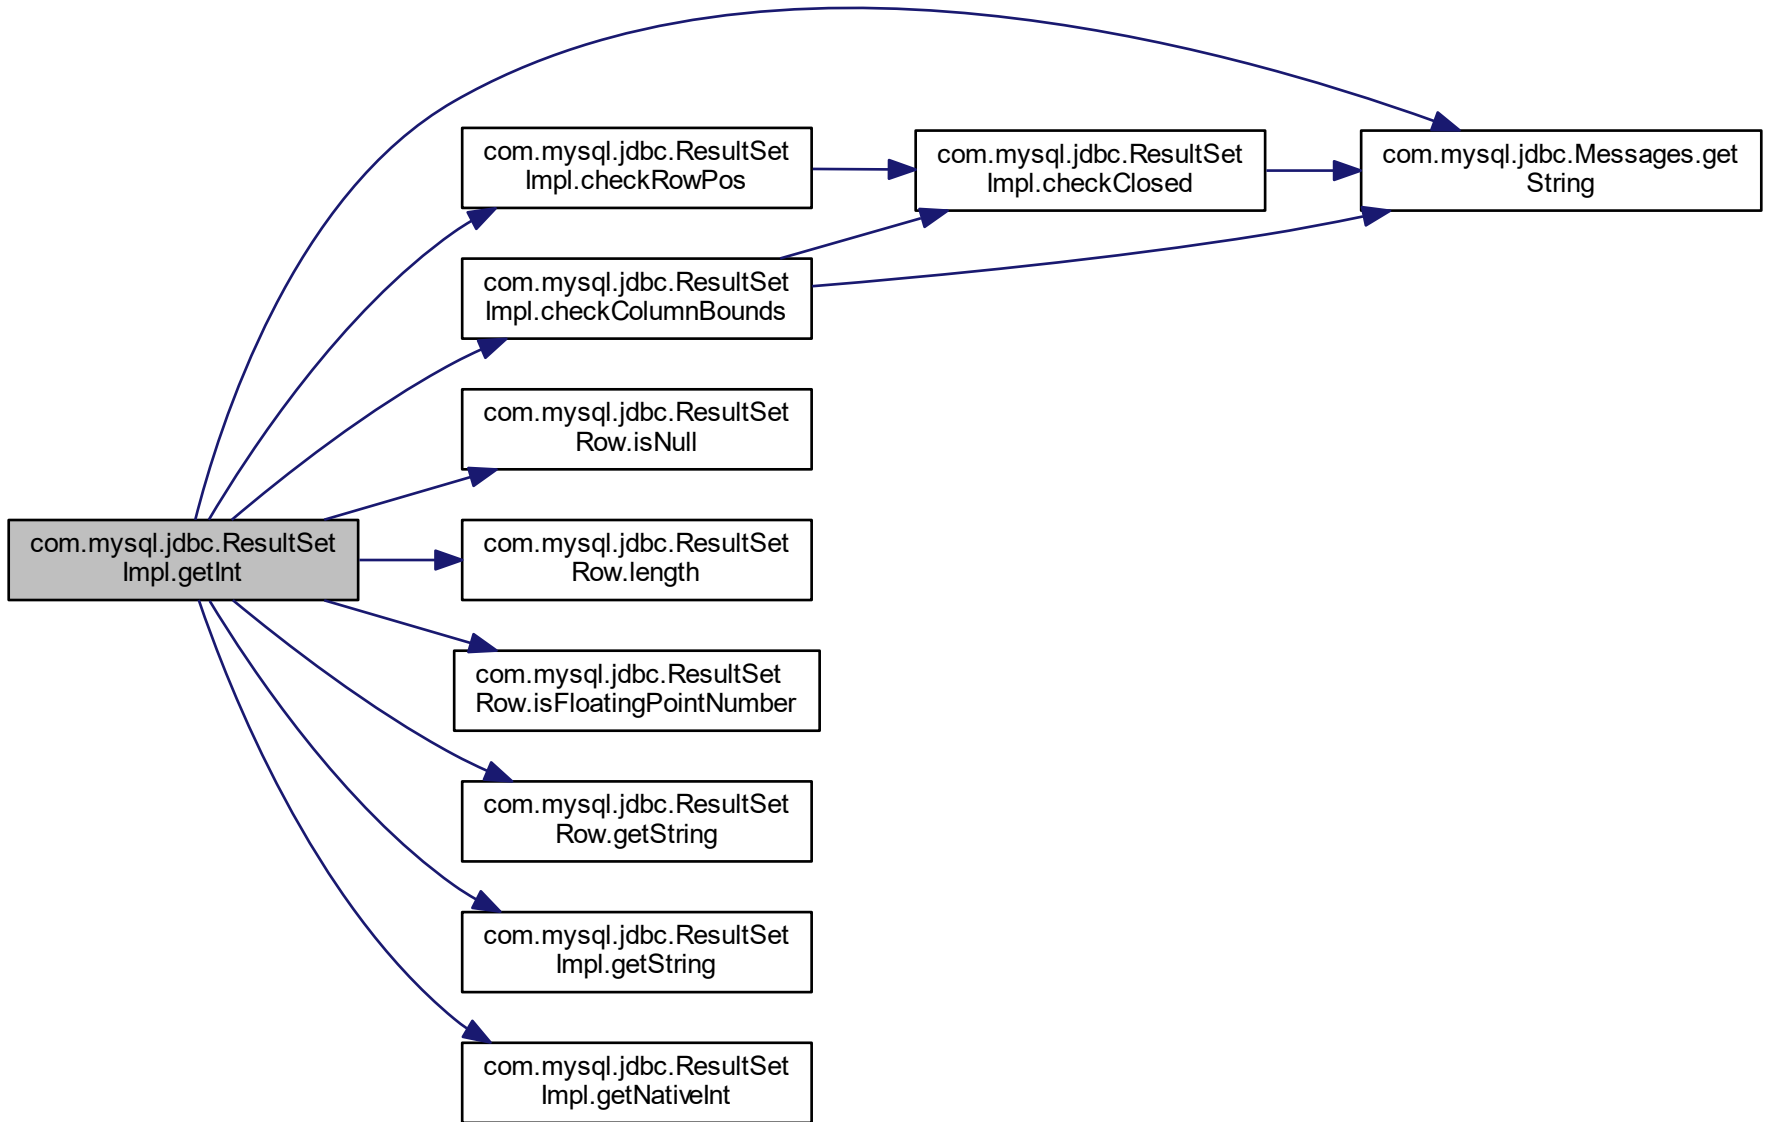 com.mysql.jdbc.ResultSet
Impl.checkRowPos
com.mysql.jdbc.ResultSet
Impl.checkClosed
com.mysql.jdbc.Messages.get
String
com.mysql.jdbc.ResultSet
Impl.checkColumnBounds
com.mysql.jdbc.ResultSet
Row.isNull
com.mysql.jdbc.ResultSet
Impl.getInt
com.mysql.jdbc.ResultSet
Row.length
com.mysql.jdbc.ResultSet
Row.isFloatingPointNumber
com.mysql.jdbc.ResultSet
Row.getString
com.mysql.jdbc.ResultSet
Impl.getString
com.mysql.jdbc.ResultSet
Impl.getNativeInt